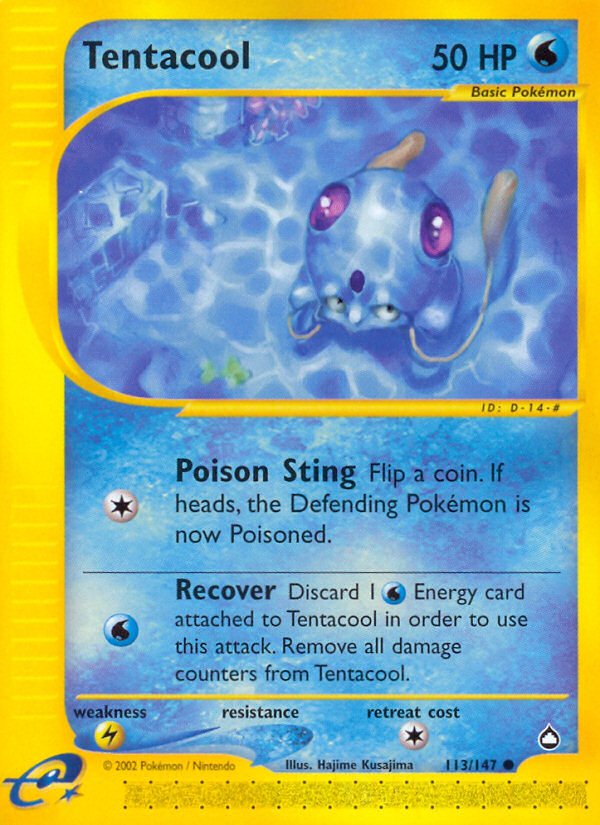 Tentacool 50 HP
Basic Pokémon
ID: D-14-#
Poison Sting Flip a coin. If
heads, the Defending Pokémon is
now Poisoned.
Recover Discard 1 Energy card
attached to Tentacool in order to use
this attack. Remove all damage
counters from Tentacool.
weakness resistance retreat cost
© 2002 Pokémon / Nintendo Illus. Hajime Kusajima 113/147
e